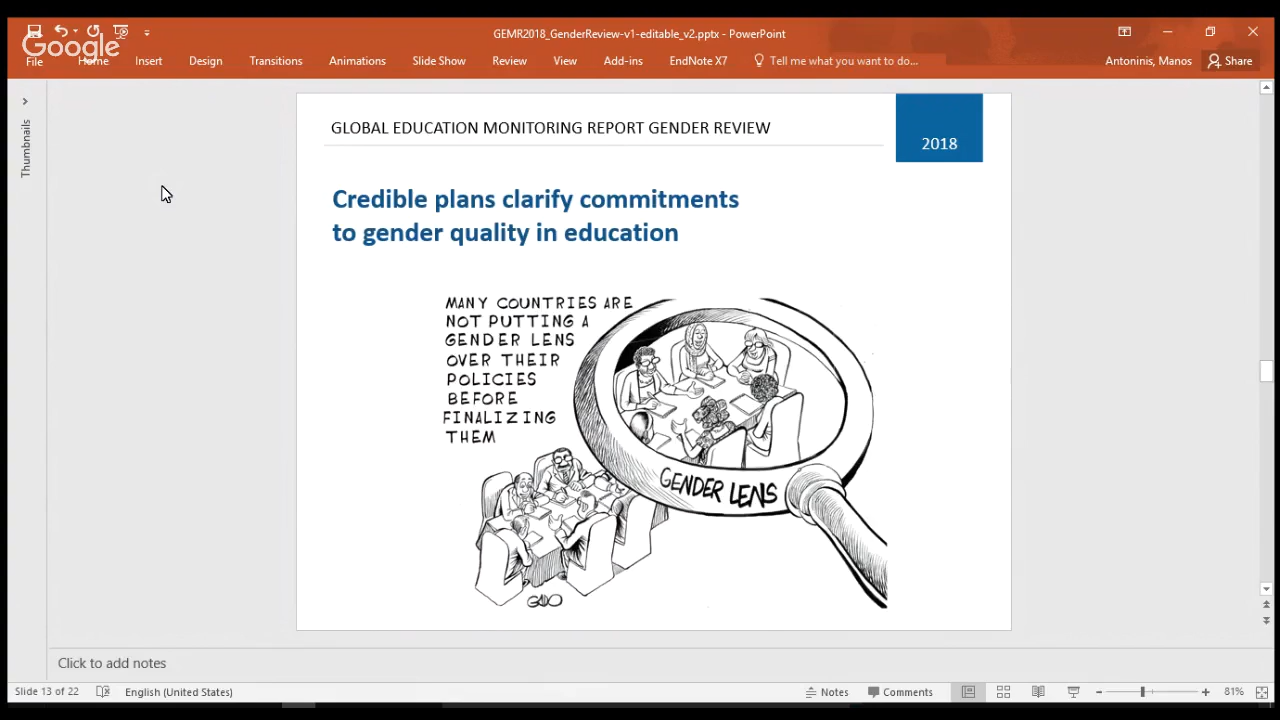 GEMR2018_GenderReview-v1-editable_v2.pptx - PowerPoint
Google
File Home Insert Design Transitions Animations Slide Show Review View Add-ins EndNote X7 Tell me what you want to do... Antoninis, Manos Share
Thumbnails
GLOBAL EDUCATION MONITORING REPORT GENDER REVIEW
2018
Credible plans clarify commitments
to gender quality in education
MANY COUNTRIES ARE
NOT PUTTING A
GENDER LENS
OVER THEIR
POLICIES
BEFORE
FINALIZING
THEM
GENDER LENS
GADO
Click to add notes
Slide 13 of 22 English (United States) Notes Comments 81%